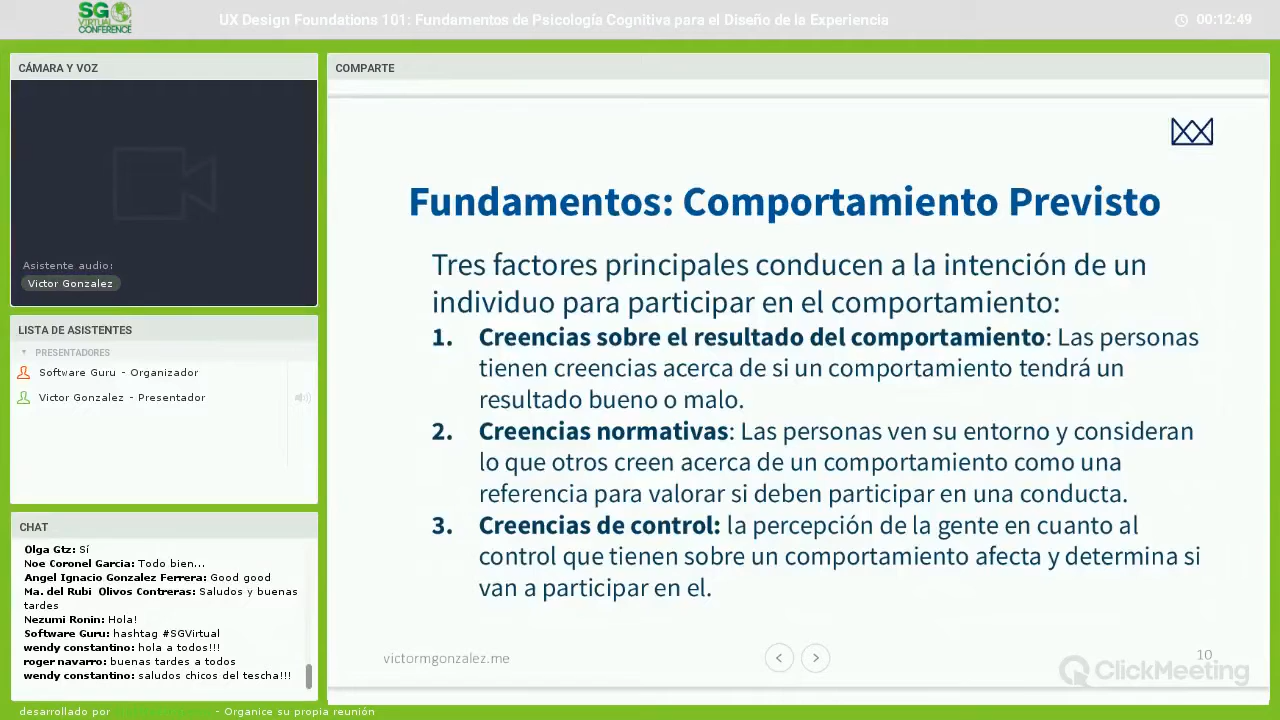 SG
VIRTUAL
CONFERENCE
UX Design Foundations 101: Fundamentos de Psicología Cognitiva para el Diseño de la Experiencia
00:12:49
CÁMARA Y VOZ
Asistente audio:
Victor Gonzalez
LISTA DE ASISTENTES
PRESENTADORES
Software Guru - Organizador
Victor Gonzalez - Presentador
CHAT
Olga Gtz: Sí
Noe Coronel Garcia: Todo bien...
Angel Ignacio Gonzalez Ferrera: Good good
Ma. del Rubi Olivos Contreras: Saludos y buenas
tardes
Nezumi Ronin: Hola!
Software Guru: hashtag #SGVirtual
wendy constantino: hola a todos!!!
roger navarro: buenas tardes a todos
wendy constantino: saludos chicos del tescha!!!
COMPARTE
Fundamentos: Comportamiento Previsto
Tres factores principales conducen a la intención de un
individuo para participar en el comportamiento:
1. Creencias sobre el resultado del comportamiento: Las personas
tienen creencias acerca de si un comportamiento tendrá un
resultado bueno o malo.
2. Creencias normativas: Las personas ven su entorno y consideran
lo que otros creen acerca de un comportamiento como una
referencia para valorar si deben participar en una conducta.
3. Creencias de control: la percepción de la gente en cuanto al
control que tienen sobre un comportamiento afecta y determina si
van a participar en el.
victormgonzalez.me
10
ClickMeeting
desarrollado por - Organice su propia reunión